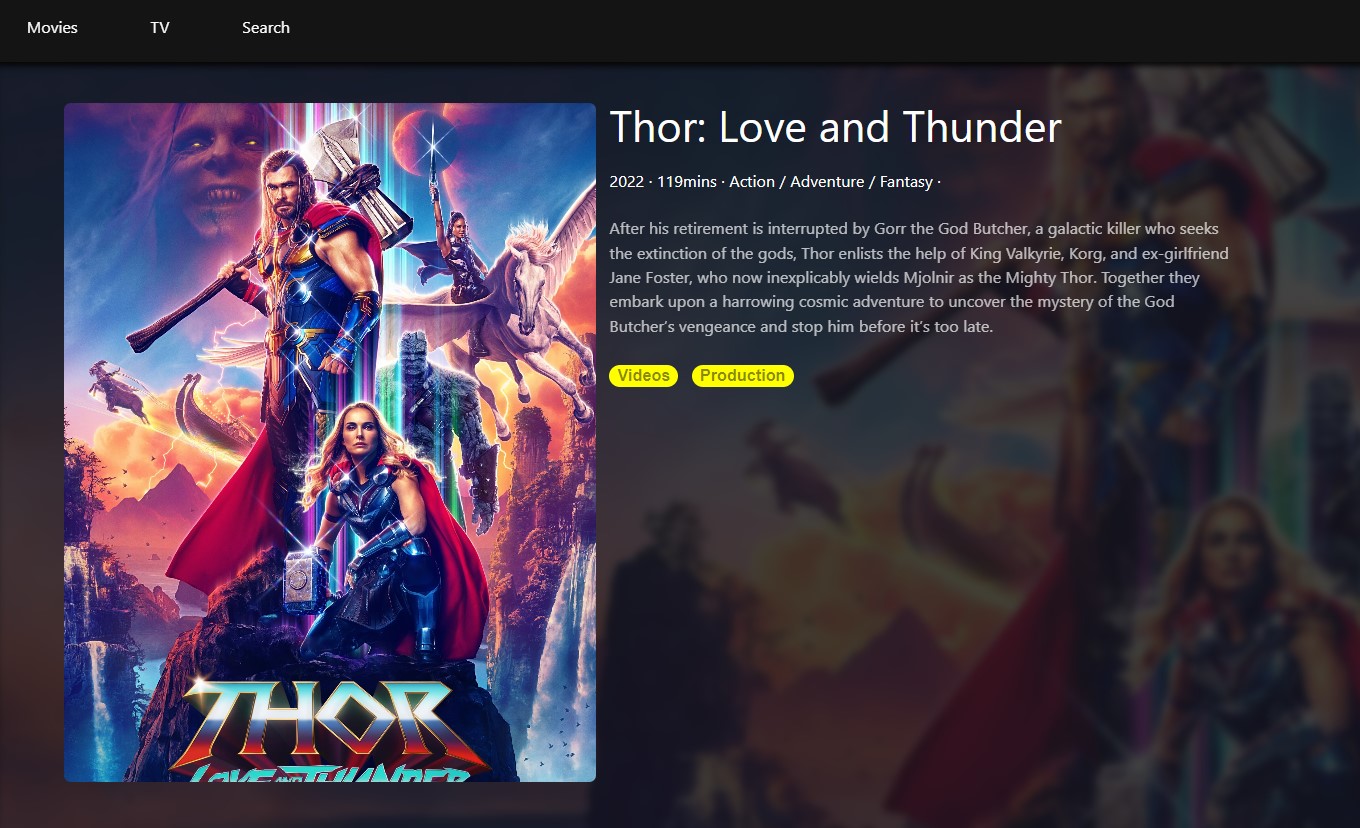 Movies TV Search
Thor: Love and Thunder
2022 · 119mins · Action / Adventure / Fantasy ·
After his retirement is interrupted by Gorr the God Butcher, a galactic killer who seeks
the extinction of the gods, Thor enlists the help of King Valkyrie, Korg, and ex-girlfriend
Jane Foster, who now inexplicably wields Mjolnir as the Mighty Thor. Together they
embark upon a harrowing cosmic adventure to uncover the mystery of the God
Butcher’s vengeance and stop him before it’s too late.
Videos Production
THOR
LOVE AND THUNDER